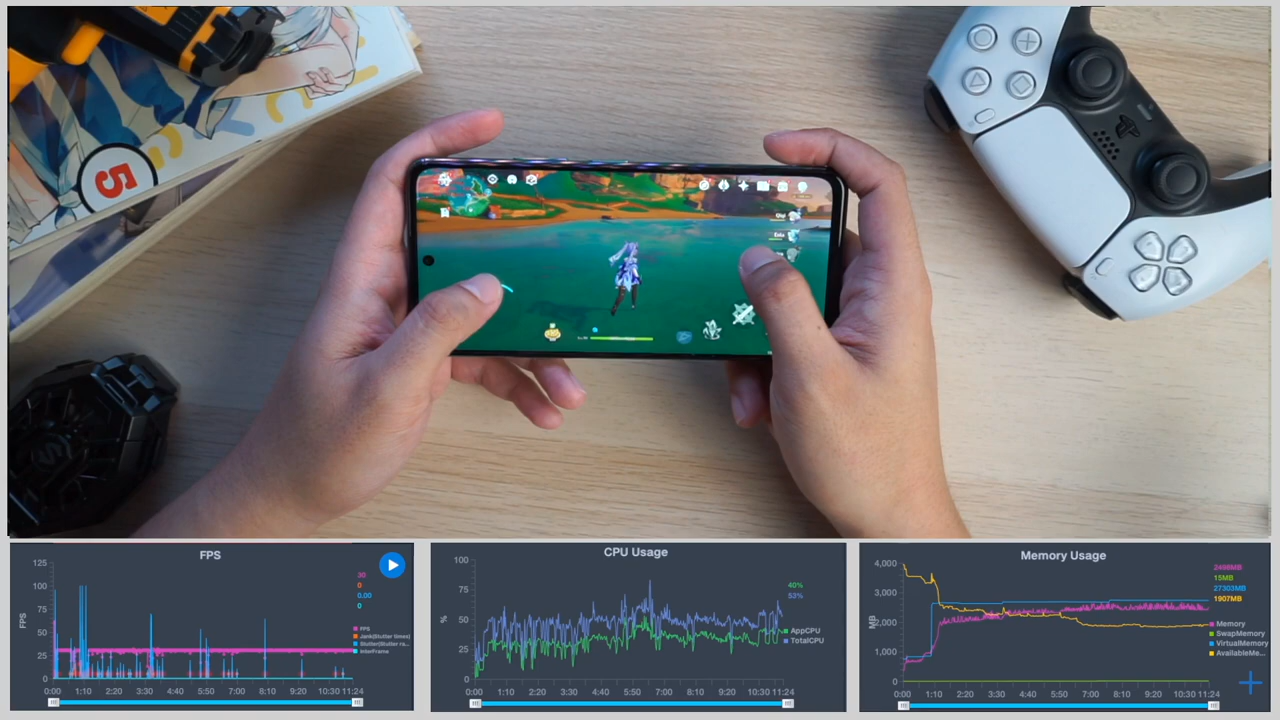 5
Qiqi
Eula
FPS
125
100
75
50
25
0
FPS
30
0
0.00
0
FPS
Jank(Stutter times)
Stutter(Stutter ra...
InterFrame
0:00 1:10 2:20 3:30 4:40 5:50 7:00 8:10 9:20 10:30 11:24
CPU Usage
100
75
50
25
0
%
40%
53%
AppCPU
TotalCPU
0:00 1:10 2:20 3:30 4:40 5:50 7:00 8:10 9:20 10:30 11:24
Memory Usage
4,000
3,000
2,000
1,000
0
MB
2498MB
15MB
27303MB
1907MB
Memory
SwapMemory
VirtualMemory
AvailableMe...
0:00 1:10 2:20 3:30 4:40 5:50 7:00 8:10 9:20 10:30 11:24